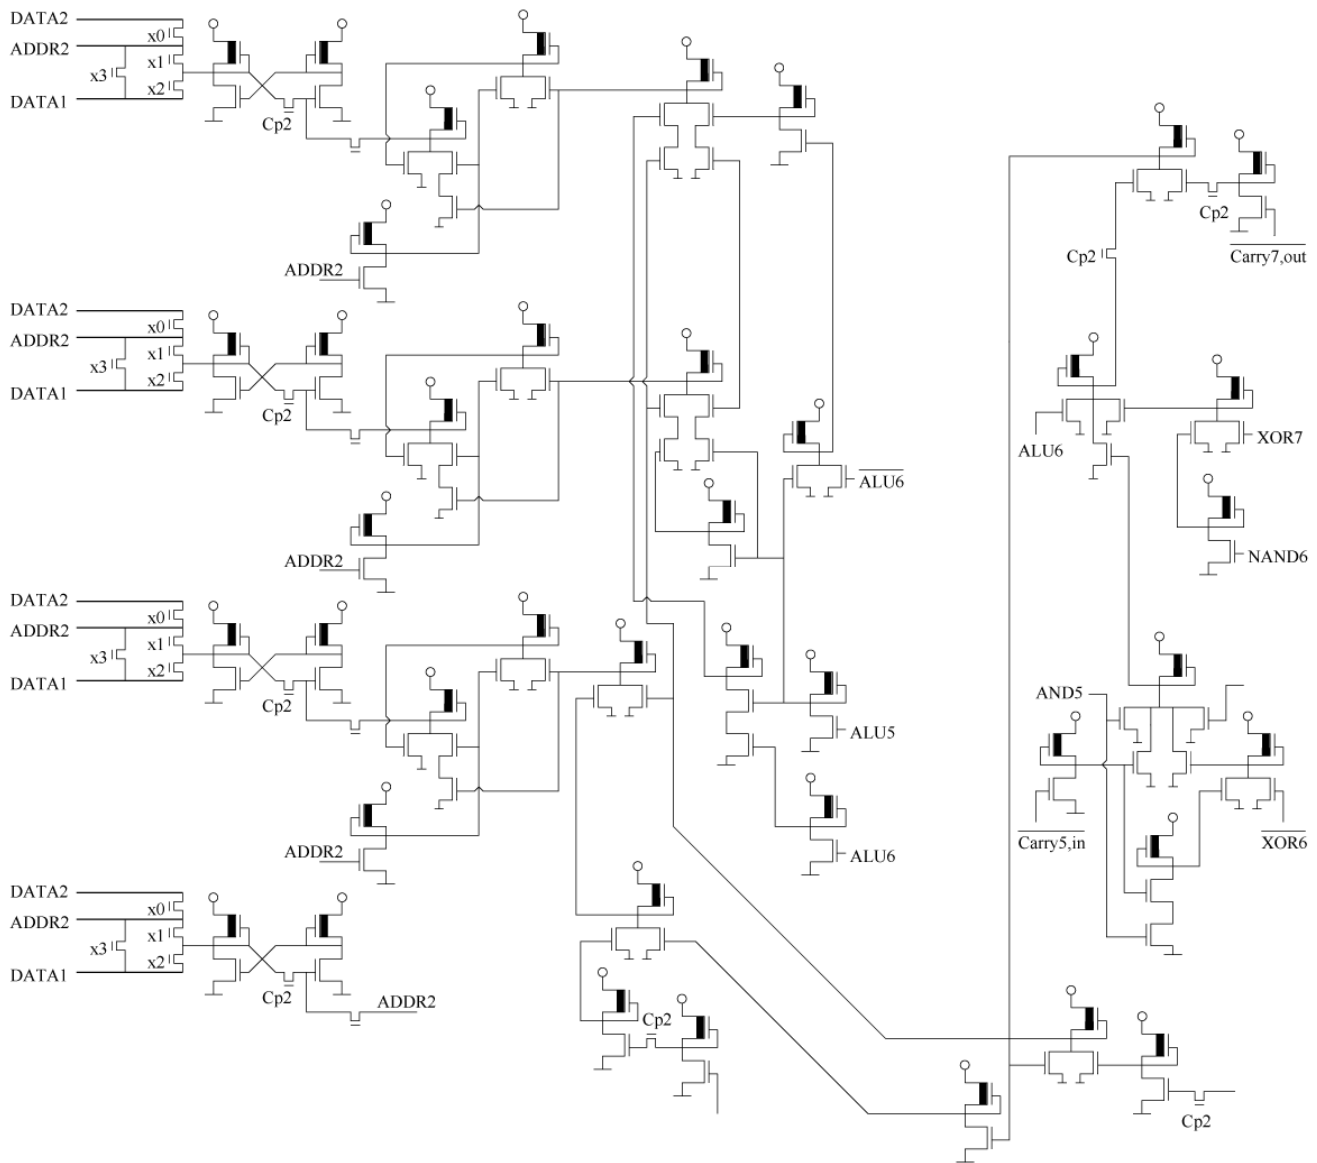 DATA2
x0
ADDR2
x1
x3
x2
DATA1
Cp2
ADDR2
DATA2
x0
ADDR2
x1
x3
x2
DATA1
Cp2
ADDR2
DATA2
x0
ADDR2
x1
x3
x2
DATA1
Cp2
ADDR2
DATA2
x0
ADDR2
x1
x3
x2
DATA1
Cp2
ADDR2
ALU6
ALU5
ALU6
Cp2
Cp2
Carry7,out
Cp2
ALU6
XOR7
NAND6
AND5
Carry5,in
XOR6
Cp2